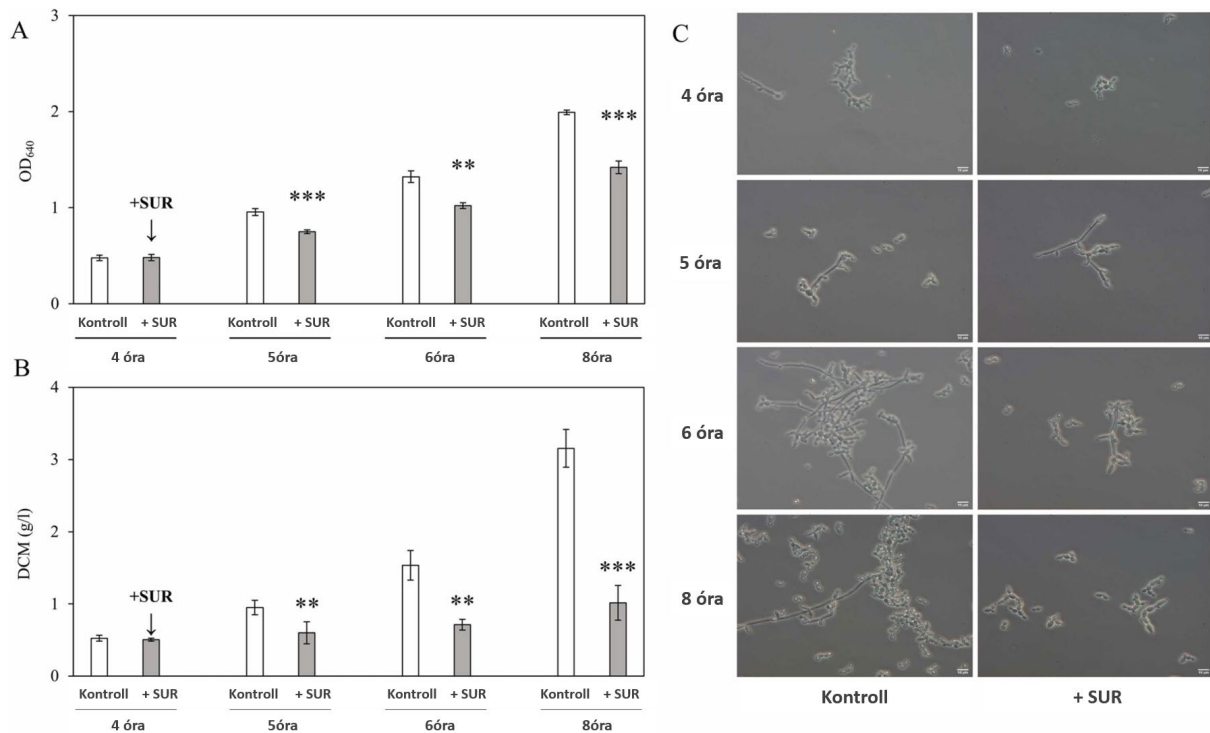 A
3
2
1
0
OD640
+SUR
***
**
***
Kontroll + SUR Kontroll + SUR Kontroll + SUR Kontroll + SUR
4 óra 5óra 6óra 8óra
B
4
3
2
1
0
DCM (g/l)
+SUR
**
**
***
Kontroll + SUR Kontroll + SUR Kontroll + SUR Kontroll + SUR
4 óra 5óra 6óra 8óra
C
4 óra
5 óra
6 óra
8 óra
Kontroll + SUR